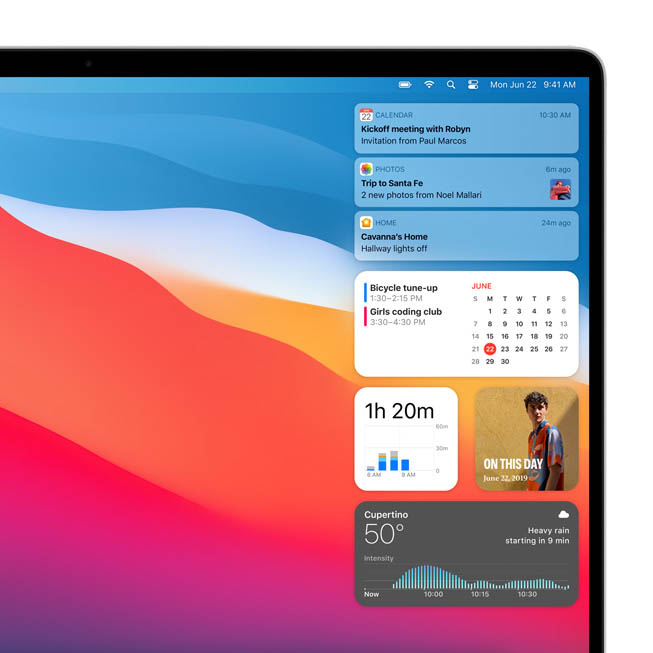 Mon Jun 22 9:41 AM
22
CALENDAR 10:30 AM
Kickoff meeting with Robyn
Invitation from Paul Marcos
PHOTOS 6m ago
Trip to Santa Fe
2 new photos from Noel Mallari
HOME 24m ago
Cavanna's Home
Hallway lights off
Bicycle tune-up
1:30–2:15 PM
Girls coding club
3:30–4:30 PM
JUNE
S M T W T F S
1 2 3 4 5 6
7 8 9 10 11 12 13
14 15 16 17 18 19 20
21 22 23 24 25 26 27
28 29 30
1h 20m
60m
30m
0
6 AM 9 AM
ON THIS DAY
June 22, 2019
Cupertino
50°
Heavy rain
starting in 9 min
Intensity
Now 10:00 10:15 10:30